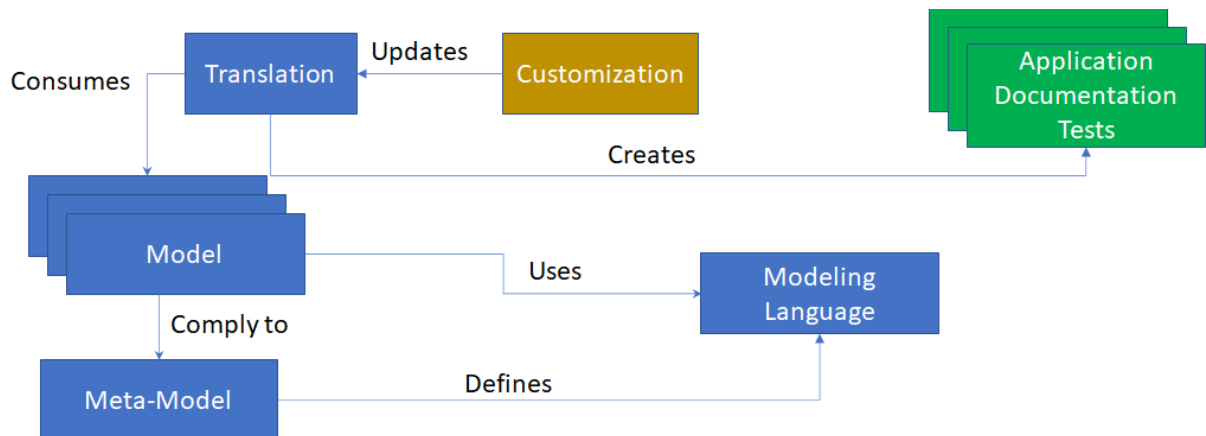 Updates
Translation
Customization
Consumes
Application
Documentation
Tests
Creates
Model
Uses
Modeling
Language
Comply to
Meta-Model
Defines